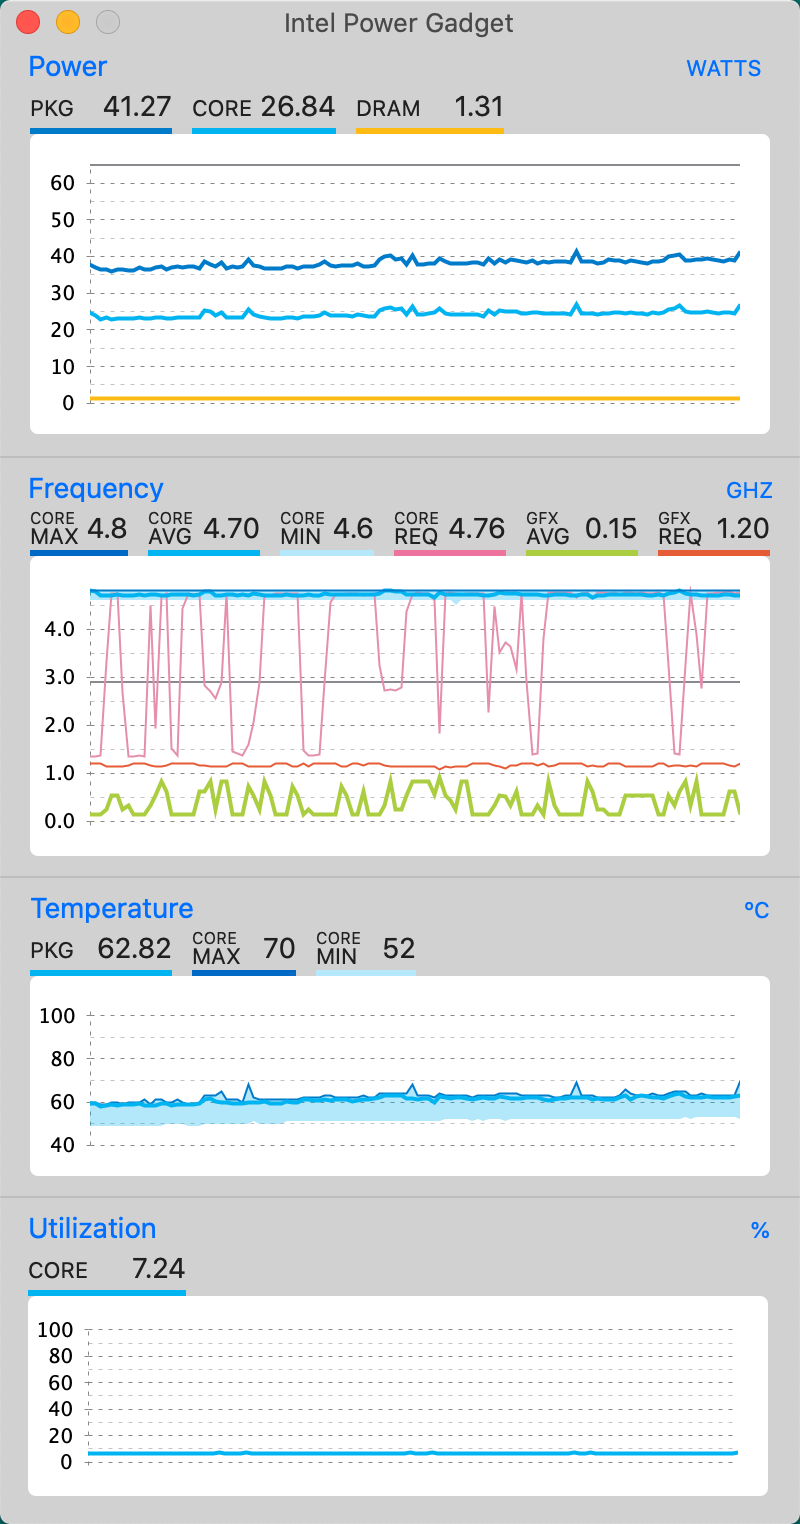 Intel Power Gadget
Power WATTS
PKG 41.27 CORE 26.84 DRAM 1.31
60
50
40
30
20
10
0
Frequency GHZ
CORE MAX 4.8 CORE AVG 4.70 CORE MIN 4.6 CORE REQ 4.76 GFX AVG 0.15 GFX REQ 1.20
4.0
3.0
2.0
1.0
0.0
Temperature ºC
PKG 62.82 CORE MAX 70 CORE MIN 52
100
80
60
40
Utilization %
CORE 7.24
100
80
60
40
20
0